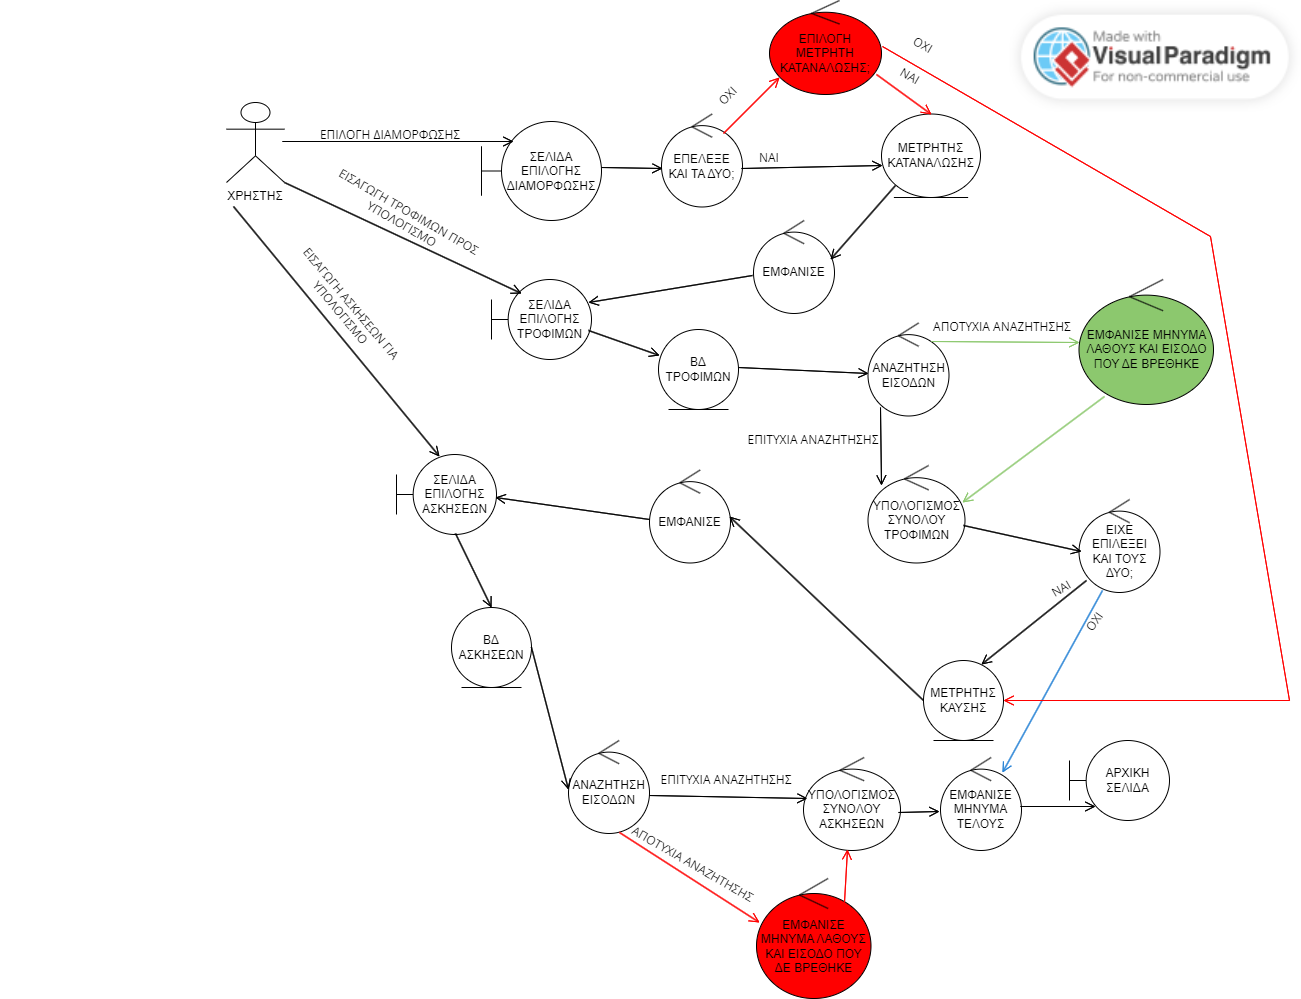 ΕΠΙΛΟΓΗ
ΜΕΤΡΗΤΗ
ΚΑΤΑΝΑΛΩΣΗΣ;
ΟΧΙ
ΝΑΙ
ΟΧΙ
Made with
Visual Paradigm
For non-commercial use
ΧΡΗΣΤΗΣ
ΕΠΙΛΟΓΗ ΔΙΑΜΟΡΦΩΣΗΣ
ΣΕΛΙΔΑ
ΕΠΙΛΟΓΗΣ
ΔΙΑΜΟΡΦΩΣΗΣ
ΕΠΕΛΕΞΕ
ΚΑΙ ΤΑ ΔΥΟ;
ΝΑΙ
ΜΕΤΡΗΤΗΣ
ΚΑΤΑΝΑΛΩΣΗΣ
ΕΙΣΑΓΩΓΗ ΤΡΟΦΙΜΩΝ ΠΡΟΣ
ΥΠΟΛΟΓΙΣΜΟ
ΕΙΣΑΓΩΓΗ ΑΣΚΗΣΕΩΝ ΓΙΑ
ΥΠΟΛΟΓΙΣΜΟ
ΕΜΦΑΝΙΣΕ
ΣΕΛΙΔΑ
ΕΠΙΛΟΓΗΣ
ΤΡΟΦΙΜΩΝ
ΒΔ
ΤΡΟΦΙΜΩΝ
ΑΝΑΖΗΤΗΣΗ
ΕΙΣΟΔΩΝ
ΑΠΟΤΥΧΙΑ ΑΝΑΖΗΤΗΣΗΣ
ΕΜΦΑΝΙΣΕ ΜΗΝΥΜΑ
ΛΑΘΟΥΣ ΚΑΙ ΕΙΣΟΔΟ
ΠΟΥ ΔΕ ΒΡΕΘΗΚΕ
ΕΠΙΤΥΧΙΑ ΑΝΑΖΗΤΗΣΗΣ
ΣΕΛΙΔΑ
ΕΠΙΛΟΓΗΣ
ΑΣΚΗΣΕΩΝ
ΕΜΦΑΝΙΣΕ
ΥΠΟΛΟΓΙΣΜΟΣ
ΣΥΝΟΛΟΥ
ΤΡΟΦΙΜΩΝ
ΕΙΧΕ
ΕΠΙΛΕΞΕΙ
ΚΑΙ ΤΟΥΣ
ΔΥΟ;
ΝΑΙ
ΟΧΙ
ΒΔ
ΑΣΚΗΣΕΩΝ
ΜΕΤΡΗΤΗΣ
ΚΑΥΣΗΣ
ΑΝΑΖΗΤΗΣΗ
ΕΙΣΟΔΩΝ
ΕΠΙΤΥΧΙΑ ΑΝΑΖΗΤΗΣΗΣ
ΥΠΟΛΟΓΙΣΜΟΣ
ΣΥΝΟΛΟΥ
ΑΣΚΗΣΕΩΝ
ΕΜΦΑΝΙΣΕ
ΜΗΝΥΜΑ
ΤΕΛΟΥΣ
ΑΡΧΙΚΗ
ΣΕΛΙΔΑ
ΑΠΟΤΥΧΙΑ ΑΝΑΖΗΤΗΣΗΣ
ΕΜΦΑΝΙΣΕ
ΜΗΝΥΜΑ ΛΑΘΟΥΣ
ΚΑΙ ΕΙΣΟΔΟ ΠΟΥ
ΔΕ ΒΡΕΘΗΚΕ